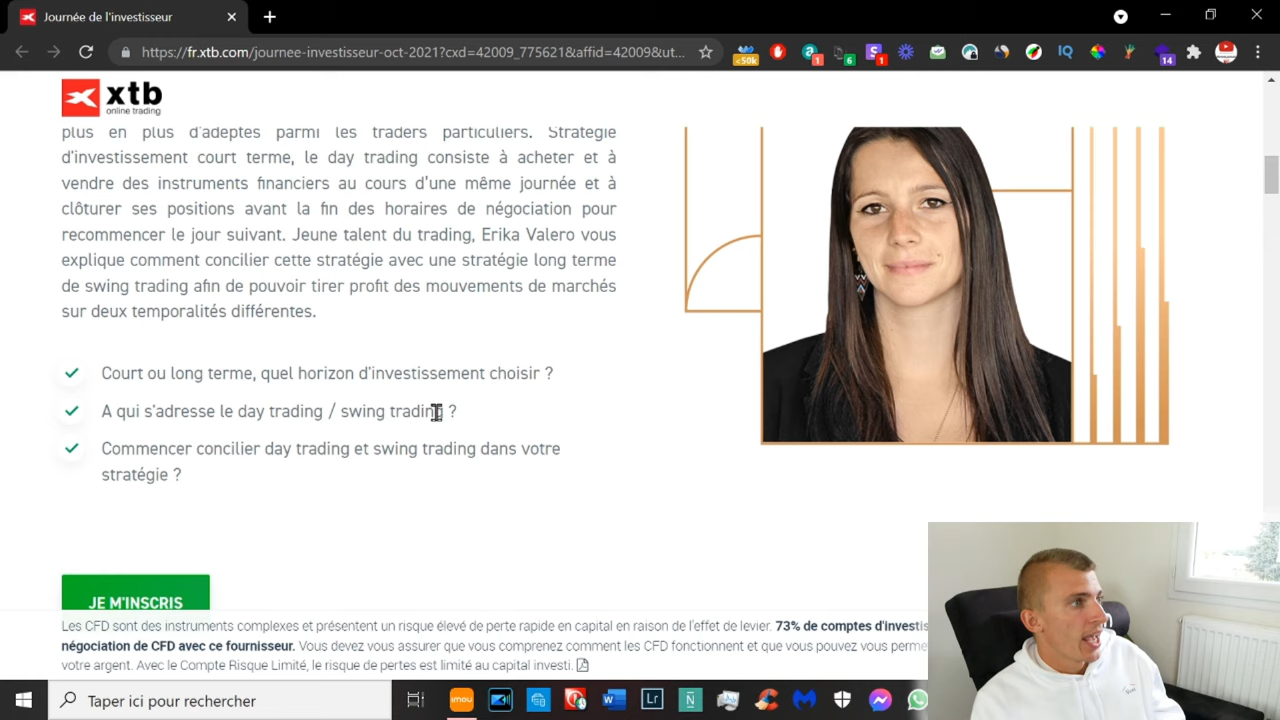 Journée de l'investisseur
https://fr.xtb.com/journee-investisseur-oct-2021?cxd=42009_775621&affid=42009&ut...
<50k
1
6
1
IQ
14
xtb
online trading
plus en plus d'adeptes parmi les traders particuliers. Stratégie
d'investissement court terme, le day trading consiste à acheter et à
vendre des instruments financiers au cours d'une même journée et à
clôturer ses positions avant la fin des horaires de négociation pour
recommencer le jour suivant. Jeune talent du trading, Erika Valero vous
explique comment concilier cette stratégie avec une stratégie long terme
de swing trading afin de pouvoir tirer profit des mouvements de marchés
sur deux temporalités différentes.
Court ou long terme, quel horizon d'investissement choisir ?
A qui s'adresse le day trading / swing trading ?
Commencer concilier day trading et swing trading dans votre
stratégie ?
JE M'INSCRIS
Les CFD sont des instruments complexes et présentent un risque élevé de perte rapide en capital en raison de l'effet de levier. 73% de comptes d'investis
négociation de CFD avec ce fournisseur. Vous devez vous assurer que vous comprenez comment les CFD fonctionnent et que vous pouvez vous perme
votre argent. Avec le Compte Risque Limité, le risque de pertes est limité au capital investi.
Taper ici pour rechercher
imou
W
Lr
N